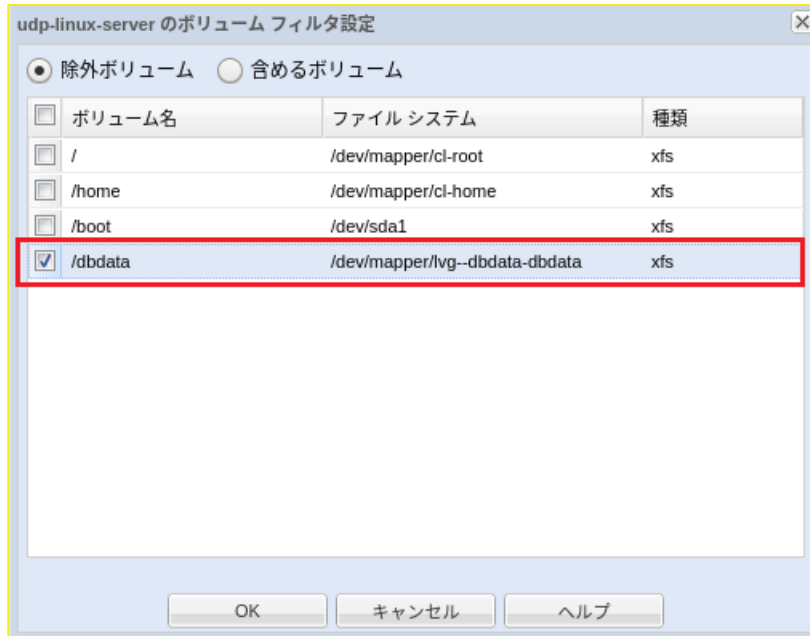 udp-linux-server のボリューム フィルタ設定
除外ボリューム 含めるボリューム
ボリューム名 ファイル システム 種類
/ /dev/mapper/cl-root xfs
/home /dev/mapper/cl-home xfs
/boot /dev/sda1 xfs
/dbdata /dev/mapper/lvg--dbdata-dbdata xfs
OK キャンセル ヘルプ